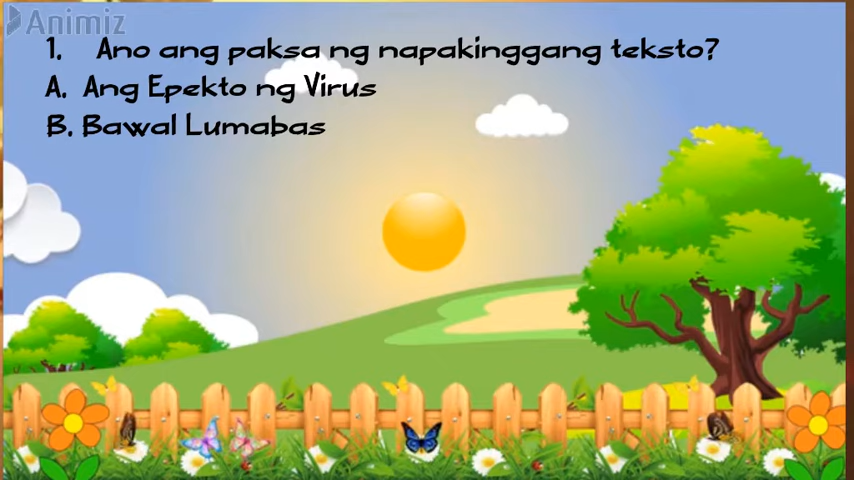 Animiz
1. Ano ang paksa ng napakinggang teksto?
A. Ang Epekto ng Virus
B. Bawal Lumabas